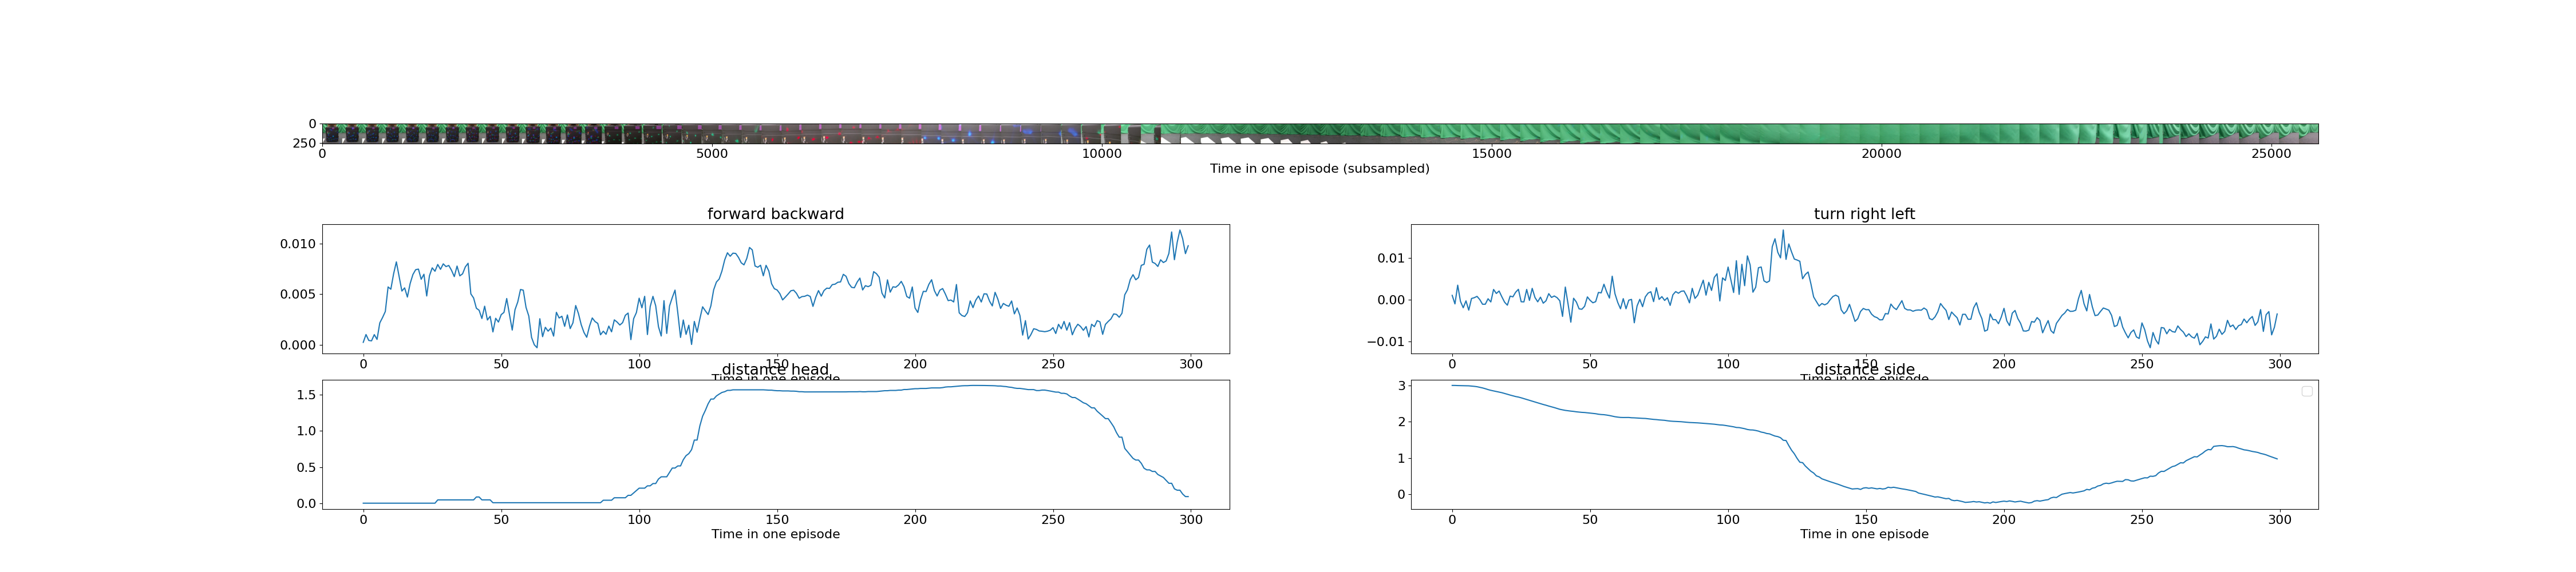 0
250
0 5000 10000 15000 20000 25000
Time in one episode (subsampled)
forward backward
0.010
0.005
0.000
0 50 100 150 200 250 300
Time in one episode
turn right left
0.01
0.00
−0.01
0 50 100 150 200 250 300
Time in one episode
distance head
1.5
1.0
0.5
0.0
0 50 100 150 200 250 300
Time in one episode
distance side
3
2
1
0
0 50 100 150 200 250 300
Time in one episode